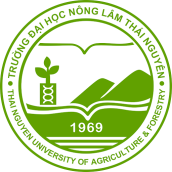 TRƯỜNG ĐẠI HỌC NÔNG LÂM THÁI NGUYÊN
THAI NGUYEN UNIVERSITY OF AGRICULTURE & FORESTRY
1969